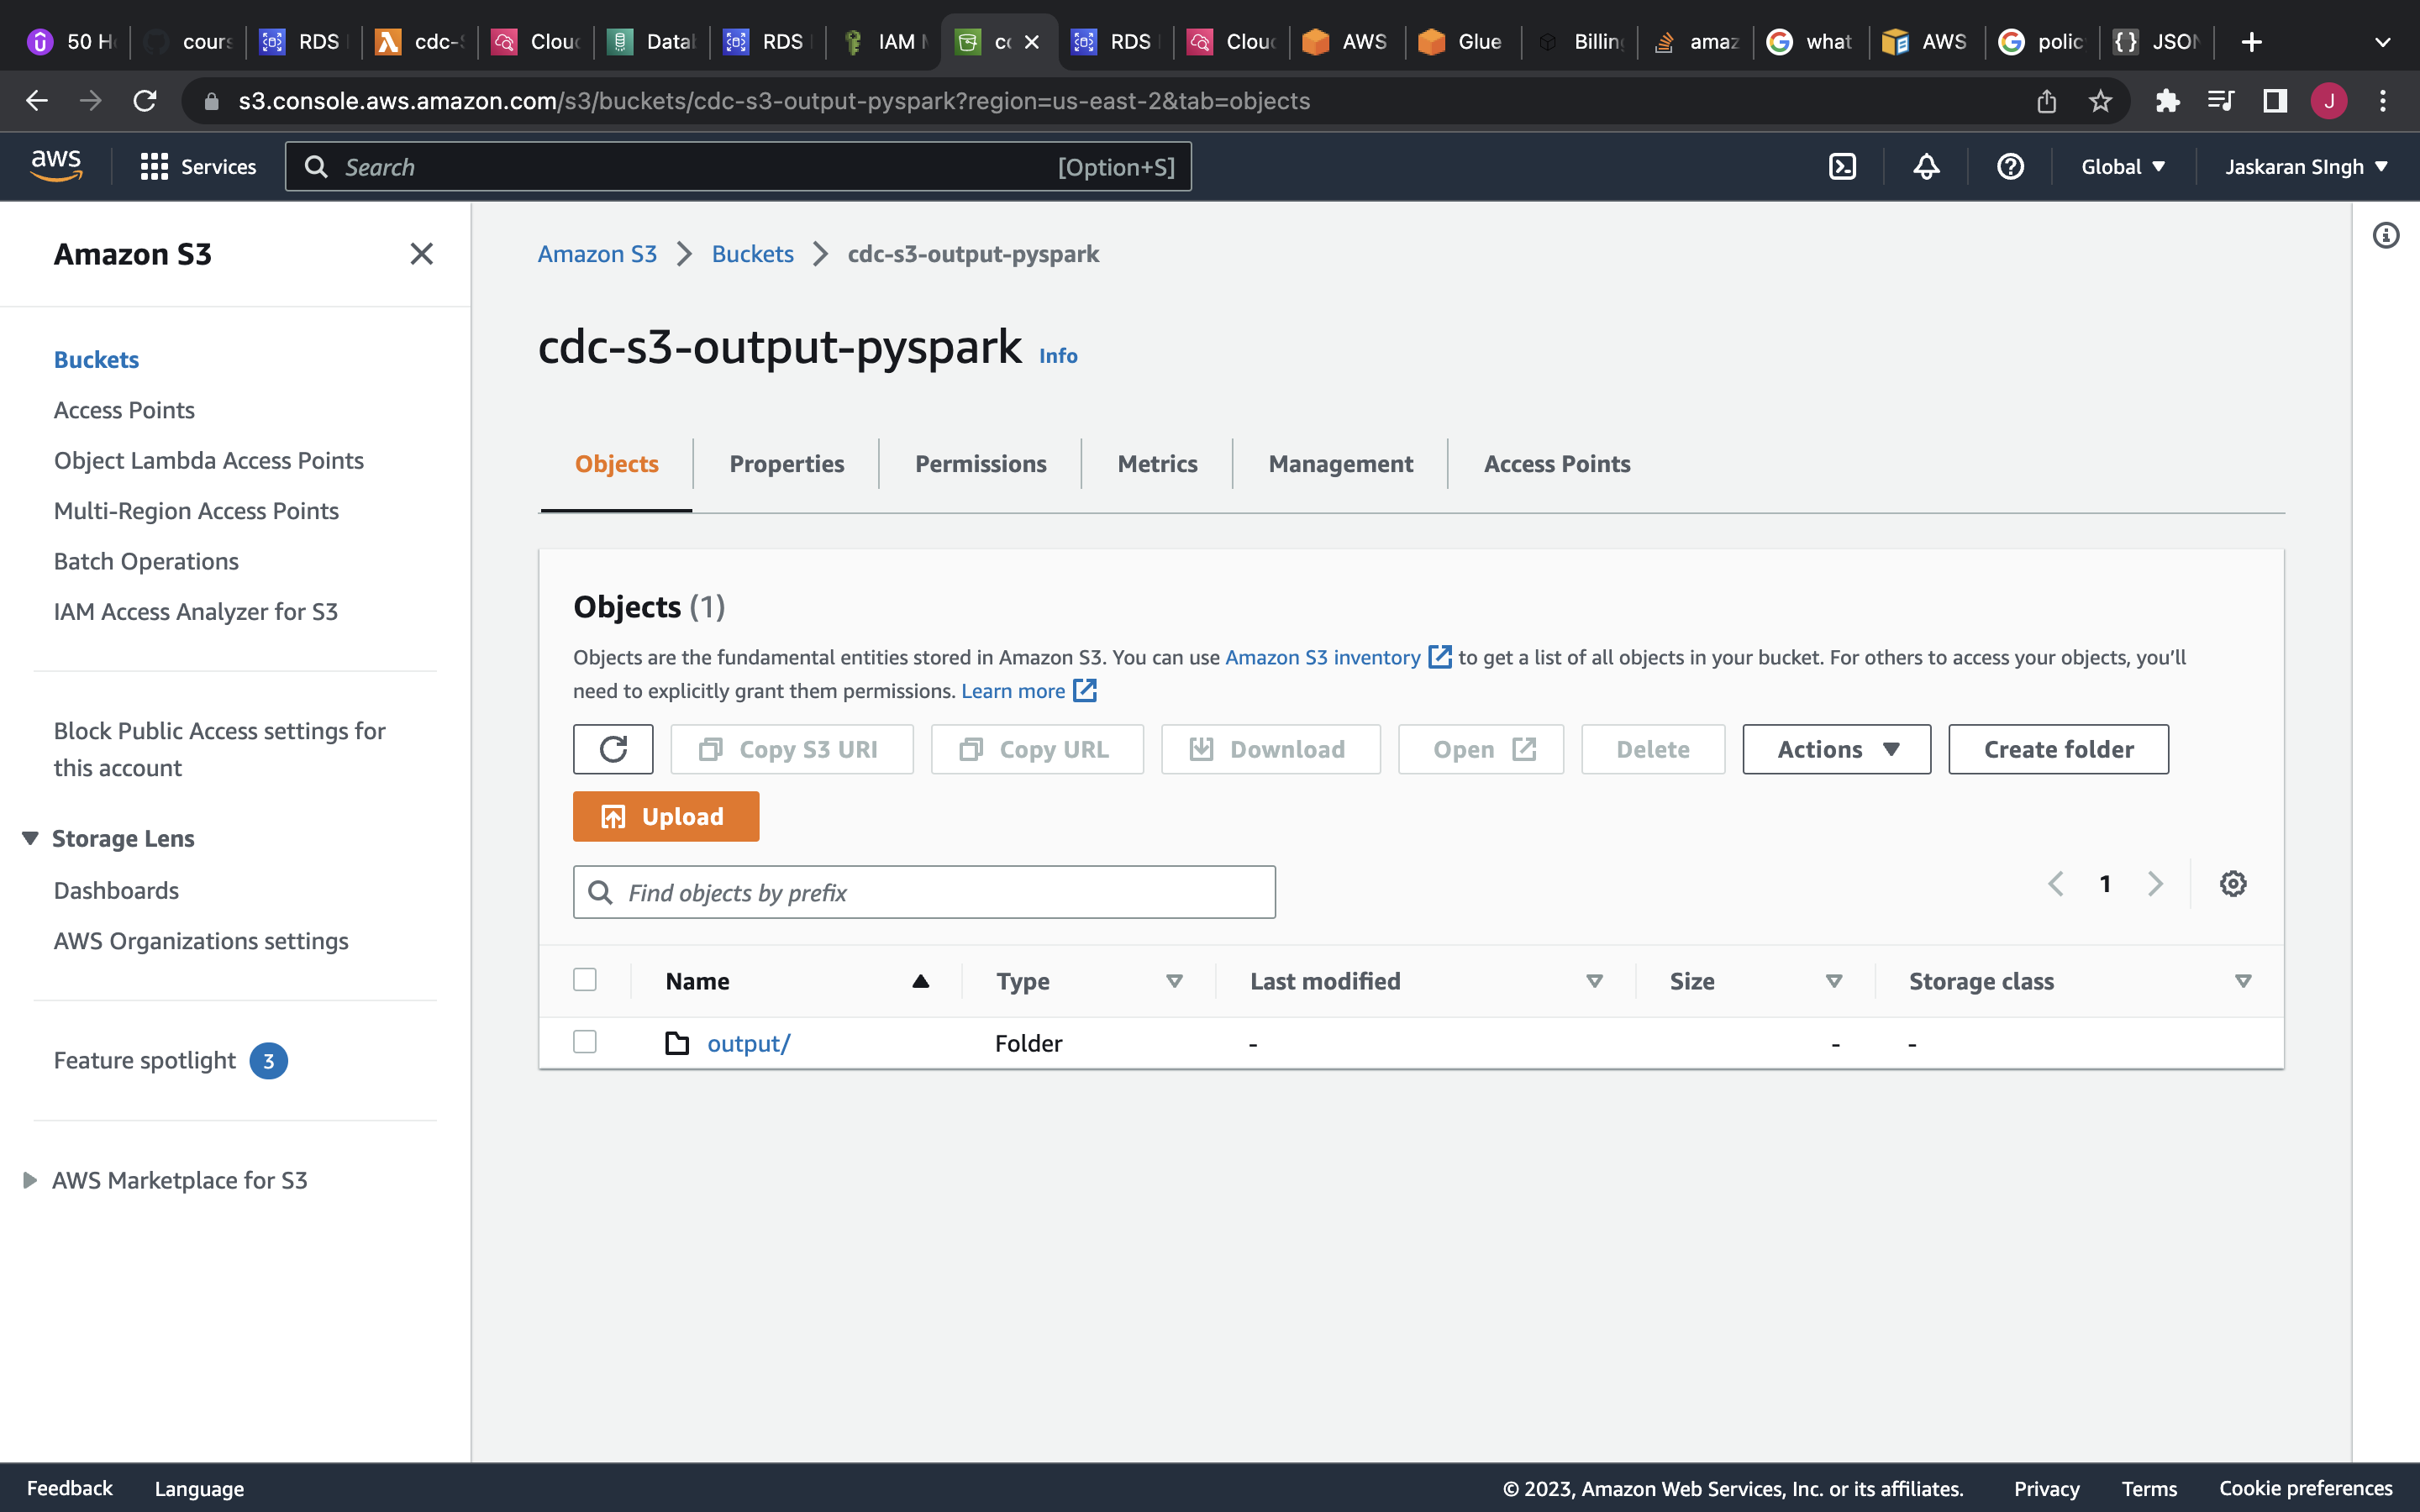 50 H
cours
RDS
cdc-
Clou
Datal
RDS
IAM
RDS
Clou
AWS
Glue
Billin
amaz
what
AWS
polic
JSON
s3.console.aws.amazon.com/s3/buckets/cdc-s3-output-pyspark?region=us-east-2&tab=objects
J
aws
Services
Search
[Option+S]
Global
Jaskaran SIngh
Amazon S3
Buckets
Access Points
Object Lambda Access Points
Multi-Region Access Points
Batch Operations
IAM Access Analyzer for S3
Block Public Access settings for
this account
Storage Lens
Dashboards
AWS Organizations settings
Feature spotlight 3
AWS Marketplace for S3
Amazon S3 > Buckets > cdc-s3-output-pyspark
cdc-s3-output-pyspark Info
Objects Properties Permissions Metrics Management Access Points
Objects (1)
Objects are the fundamental entities stored in Amazon S3. You can use Amazon S3 inventory to get a list of all objects in your bucket. For others to access your objects, you’ll
need to explicitly grant them permissions. Learn more
Copy S3 URI Copy URL Download Open Delete Actions Create folder
Upload
Find objects by prefix
1
Name Type Last modified Size Storage class
output/ Folder - - -
Feedback Language © 2023, Amazon Web Services, Inc. or its affiliates. Privacy Terms Cookie preferences